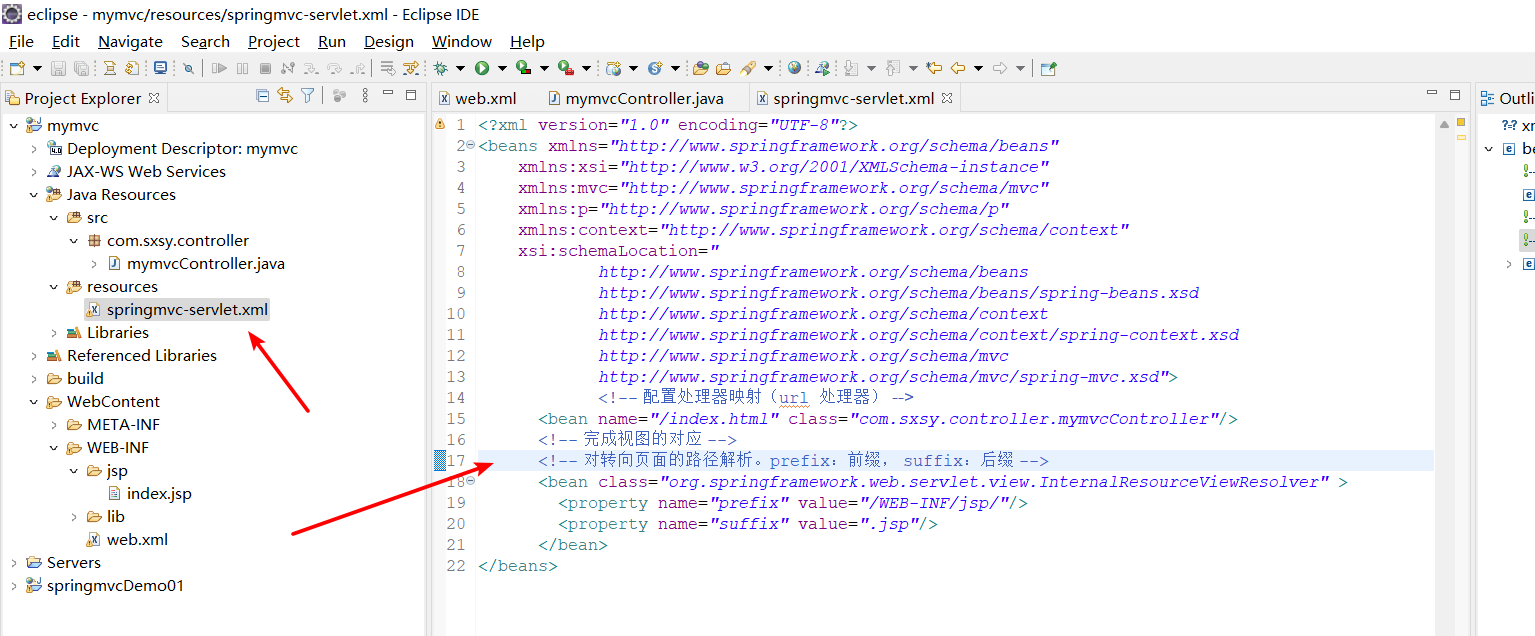 eclipse - mymvc/resources/springmvc-servlet.xml - Eclipse IDE
File Edit Navigate Search Project Run Design Window Help
Project Explorer
mymvc
Deployment Descriptor: mymvc
JAX-WS Web Services
Java Resources
src
com.sxsy.controller
mymvcController.java
resources
springmvc-servlet.xml
Libraries
Referenced Libraries
build
WebContent
META-INF
WEB-INF
jsp
index.jsp
lib
web.xml
Servers
springmvcDemo01
web.xml mymvcController.java springmvc-servlet.xml
1 <?xml version="1.0" encoding="UTF-8"?>
2 <beans xmlns="http://www.springframework.org/schema/beans"
3 xmlns:xsi="http://www.w3.org/2001/XMLSchema-instance"
4 xmlns:mvc="http://www.springframework.org/schema/mvc"
5 xmlns:p="http://www.springframework.org/schema/p"
6 xmlns:context="http://www.springframework.org/schema/context"
7 xsi:schemaLocation="
8 http://www.springframework.org/schema/beans
9 http://www.springframework.org/schema/beans/spring-beans.xsd
10 http://www.springframework.org/schema/context
11 http://www.springframework.org/schema/context/spring-context.xsd
12 http://www.springframework.org/schema/mvc
13 http://www.springframework.org/schema/mvc/spring-mvc.xsd">
14 <!-- 配置处理器映射（url 处理器） -->
15 <bean name="/index.html" class="com.sxsy.controller.mymvcController"/>
16 <!-- 完成视图的对应 -->
17 <!-- 对转向页面的路径解析。prefix：前缀， suffix：后缀 -->
18 <bean class="org.springframework.web.servlet.view.InternalResourceViewResolver" >
19 <property name="prefix" value="/WEB-INF/jsp/"/>
20 <property name="suffix" value=".jsp"/>
21 </bean>
22 </beans>
Outli
?=? xr
be